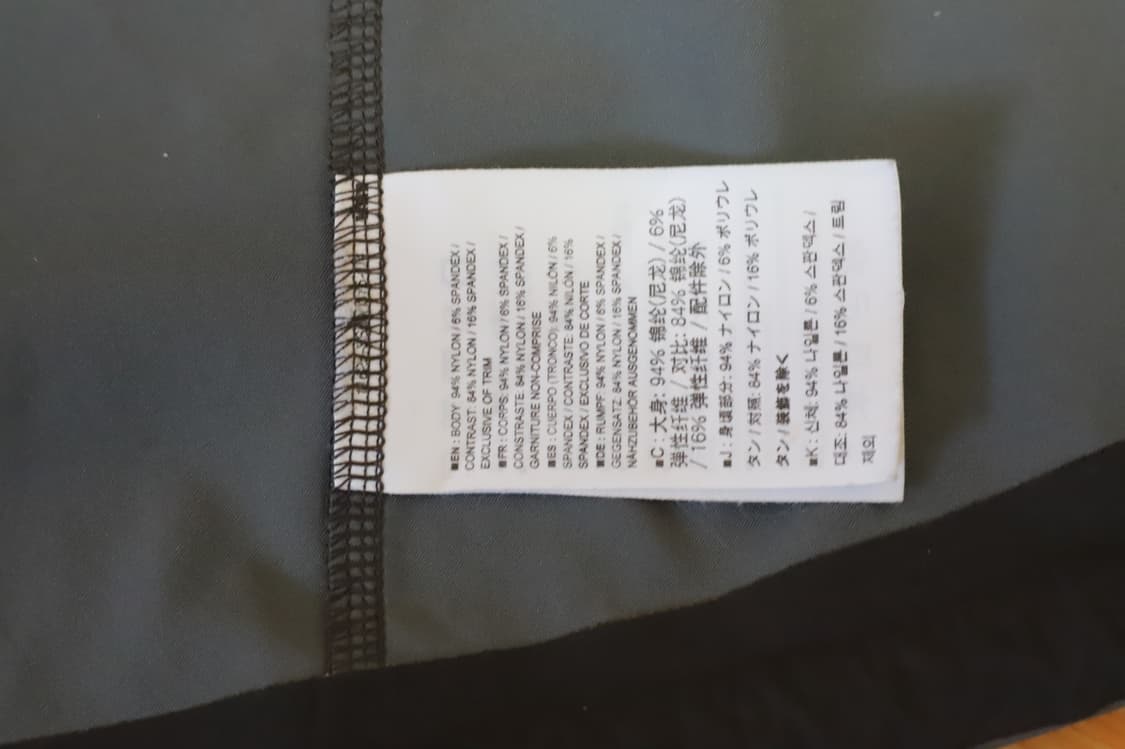 ■EN : BODY 94% NYLON / 6% SPANDEX /
CONTRAST: 84% NYLON / 16% SPANDEX /
EXCLUSIVE OF TRIM
■FR : CORPS: 94% NYLON / 6% SPANDEX /
CONSTRASTE: 84% NYLON / 16% SPANDEX /
GARNITURE NON-COMPRISE
■ES : CUERPO (TRONCO): 94% NILÓN / 6%
SPANDEX / CONTRASTE: 84% NILÓN / 16%
SPANDEX / EXCLUSIVO DE CORTE
■DE : RUMPF: 94% NYLON / 6% SPANDEX /
GEGENSATZ: 84% NYLON / 16% SPANDEX /
NÄHZUBEHÖR AUSGENOMMEN
■C: 大身: 94% 锦纶(尼龙) / 6%
弹性纤维 / 对比: 84% 锦纶(尼龙)
/ 16% 弹性纤维 / 配件除外
■J : 身頃部分: 94% ナイロン / 6% ポリウレ
タン / 対照: 84% ナイロン / 16% ポリウレ
タン / 装飾を除く
■K : 신체: 94% 나일론 / 6% 스판덱스 /
대조: 84% 나일론 / 16% 스판덱스 / 트림
제외